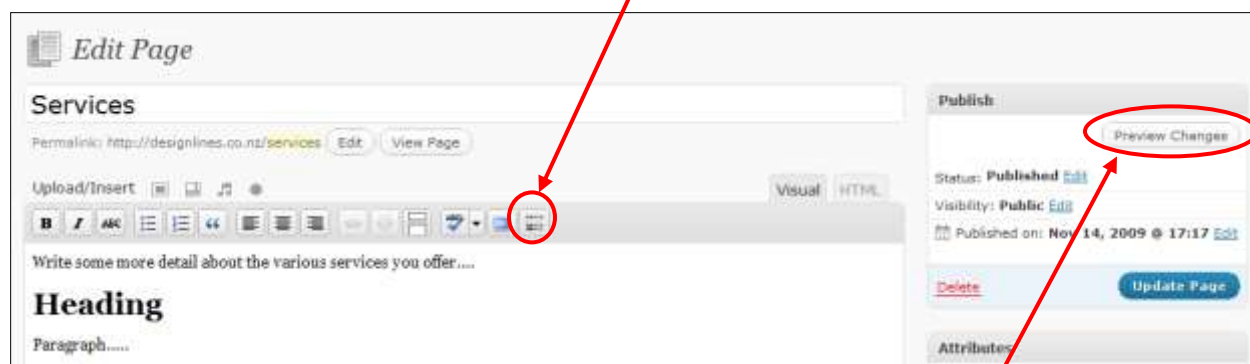 Edit Page
Services
Permalink: http://designlines.co.nz/services Edit View Page
Upload/Insert
Visual HTML
B I ABC
Write some more detail about the various services you offer....
Heading
Paragraph.....
Publish
Preview Changes
Status: Published Edit
Visibility: Public Edit
Published on: Nov 14, 2009 @ 17:17 Edit
Delete Update Page
Attributes